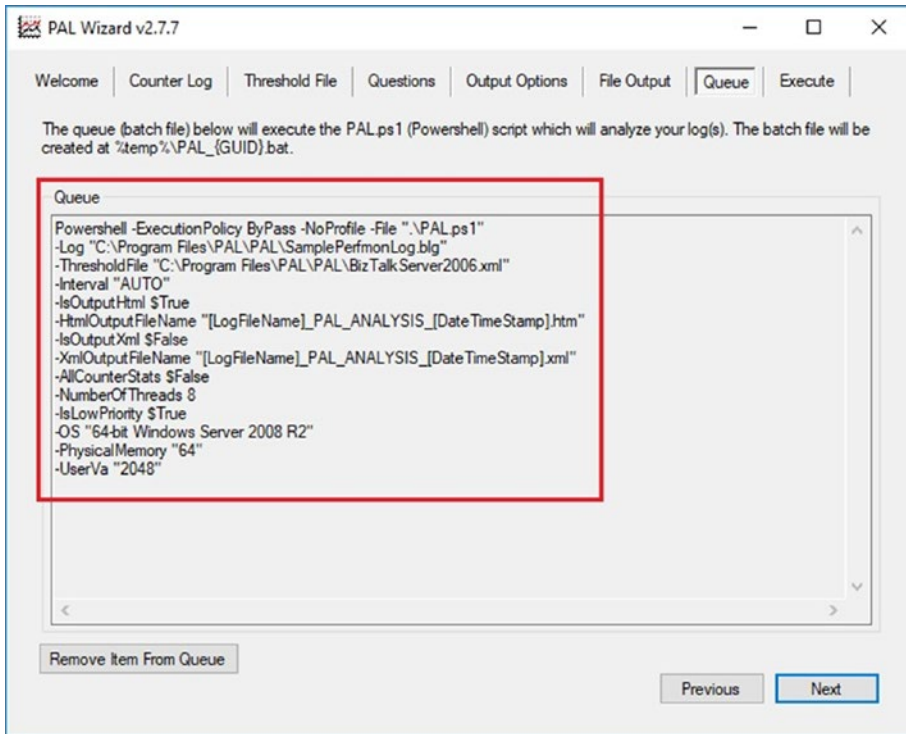 PAL Wizard v2.7.7
Welcome
Counter Log
Threshold File
Questions
Output Options
File Output
Queue
Execute
The queue (batch file) below will execute the PAL.ps1 (Powershell) script which will analyze your log(s). The batch file will be
created at %temp%\PAL_{GUID}.bat.
Queue
Powershell -ExecutionPolicy ByPass -NoProfile -File ".\PAL.ps1"
-Log "C:\Program Files\PAL\PAL\SamplePerfmonLog.blg"
-ThresholdFile "C:\Program Files\PAL\PAL\BizTalkServer2006.xml"
-Interval "AUTO"
-IsOutputHtml $True
-HtmlOutputFileName "[LogFileName]_PAL_ANALYSIS_[DateTimeStamp].htm"
-IsOutputXml $False
-XmlOutputFileName "[LogFileName]_PAL_ANALYSIS_[DateTimeStamp].xml"
-AllCounterStats $False
-NumberOfThreads 8
-IsLowPriority $True
-OS "64-bit Windows Server 2008 R2"
-PhysicalMemory "64"
-UserVa "2048"
Remove Item From Queue
Previous
Next